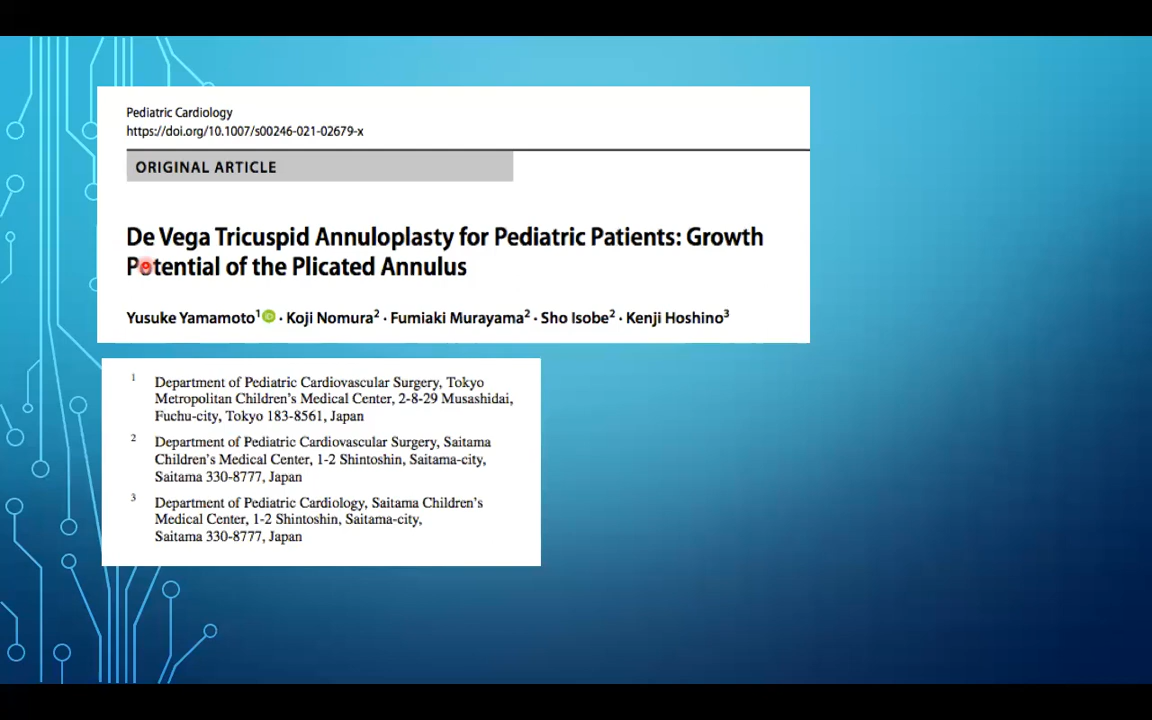 Pediatric Cardiology
https://doi.org/10.1007/s00246-021-02679-x
ORIGINAL ARTICLE
De Vega Tricuspid Annuloplasty for Pediatric Patients: Growth
Potential of the Plicated Annulus
Yusuke Yamamoto1 · Koji Nomura2 · Fumiaki Murayama2 · Sho Isobe2 · Kenji Hoshino3
1 Department of Pediatric Cardiovascular Surgery, Tokyo
Metropolitan Children's Medical Center, 2-8-29 Musashidai,
Fuchu-city, Tokyo 183-8561, Japan
2 Department of Pediatric Cardiovascular Surgery, Saitama
Children's Medical Center, 1-2 Shintoshin, Saitama-city,
Saitama 330-8777, Japan
3 Department of Pediatric Cardiology, Saitama Children's
Medical Center, 1-2 Shintoshin, Saitama-city,
Saitama 330-8777, Japan